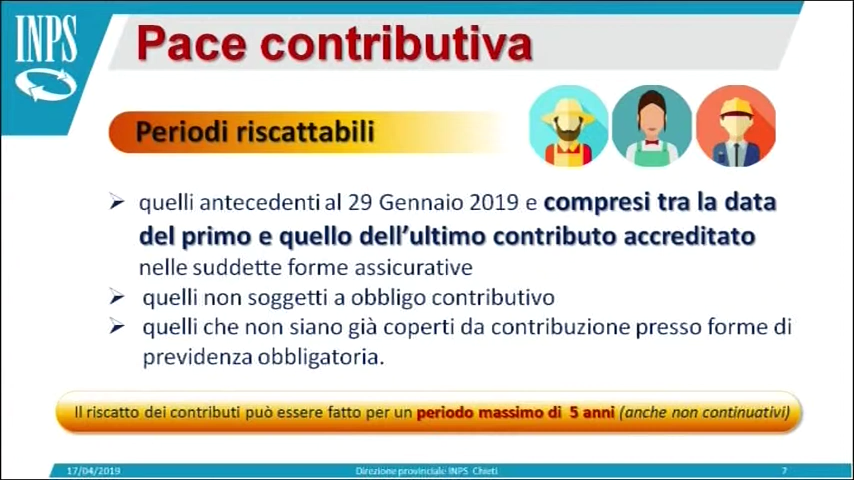 INPS
Pace contributiva
Periodi riscattabili
➢ quelli antecedenti al 29 Gennaio 2019 e compresi tra la data
del primo e quello dell'ultimo contributo accreditato
nelle suddette forme assicurative
➢ quelli non soggetti a obbligo contributivo
➢ quelli che non siano già coperti da contribuzione presso forme di
previdenza obbligatoria.
Il riscatto dei contributi può essere fatto per un periodo massimo di 5 anni (anche non continuativi)
17/04/2019 Direzione provinciale INPS Chieti 7